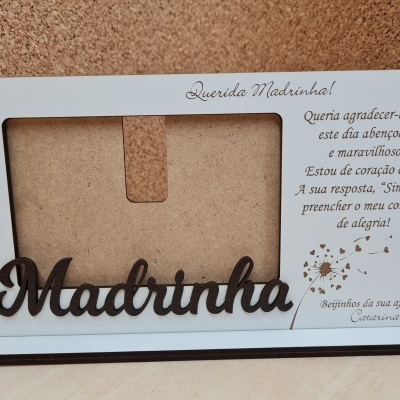 Querida Madrinha!
Queria agradecer-
este dia abenço
e maravilhoso
Estou de coração
A sua resposta, "Sim
preencher o meu co
de alegria!
Madrinha
Beijinhos da sua a
Catarina